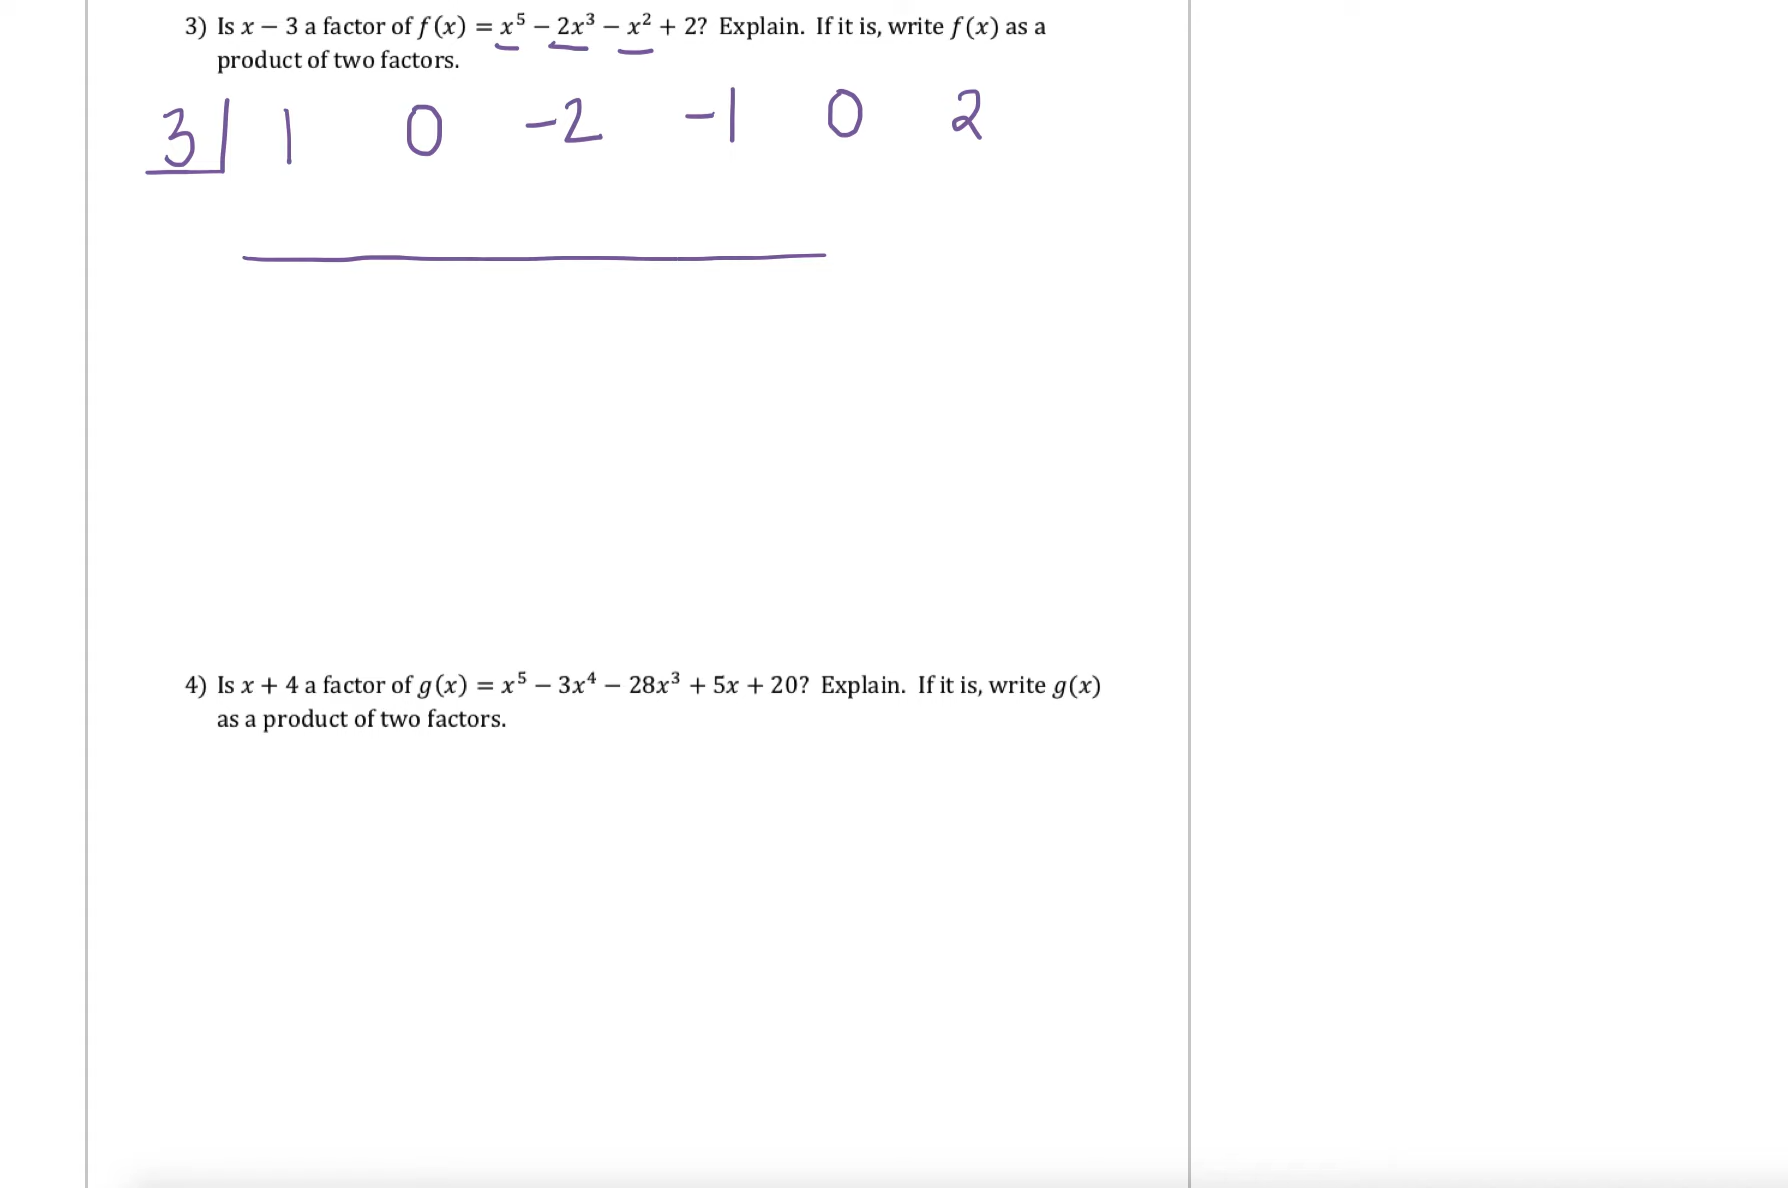 3) Is x − 3 a factor of f(x) = x⁵ − 2x³ − x² + 2? Explain. If it is, write f(x) as a
product of two factors.
3 1 0 -2 -1 0 2
4) Is x + 4 a factor of g(x) = x⁵ − 3x⁴ − 28x³ + 5x + 20? Explain. If it is, write g(x)
as a product of two factors.